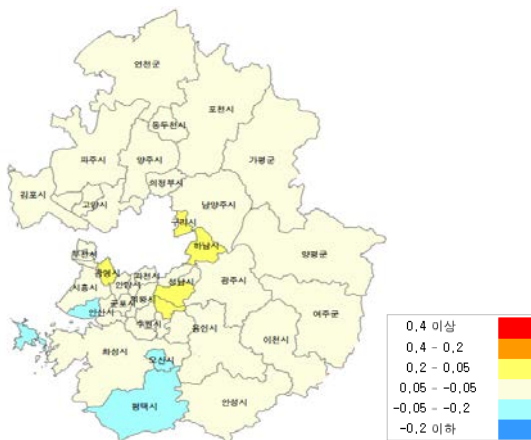 연천군
포천시
동두천시
파주시
양주시
가평군
의정부시
김포시
고양시
남양주시
구리시
하남시
양평군
부천시
광명시
과천시
시흥시
안양시
성남시
광주시
군포시
의왕시
안산시
여주군
수원시
용인시
이천시
화성시
오산시
평택시
안성시
0.4 이상
0.4 - 0.2
0.2 - 0.05
0.05 - -0.05
-0.05 - -0.2
-0.2 이하